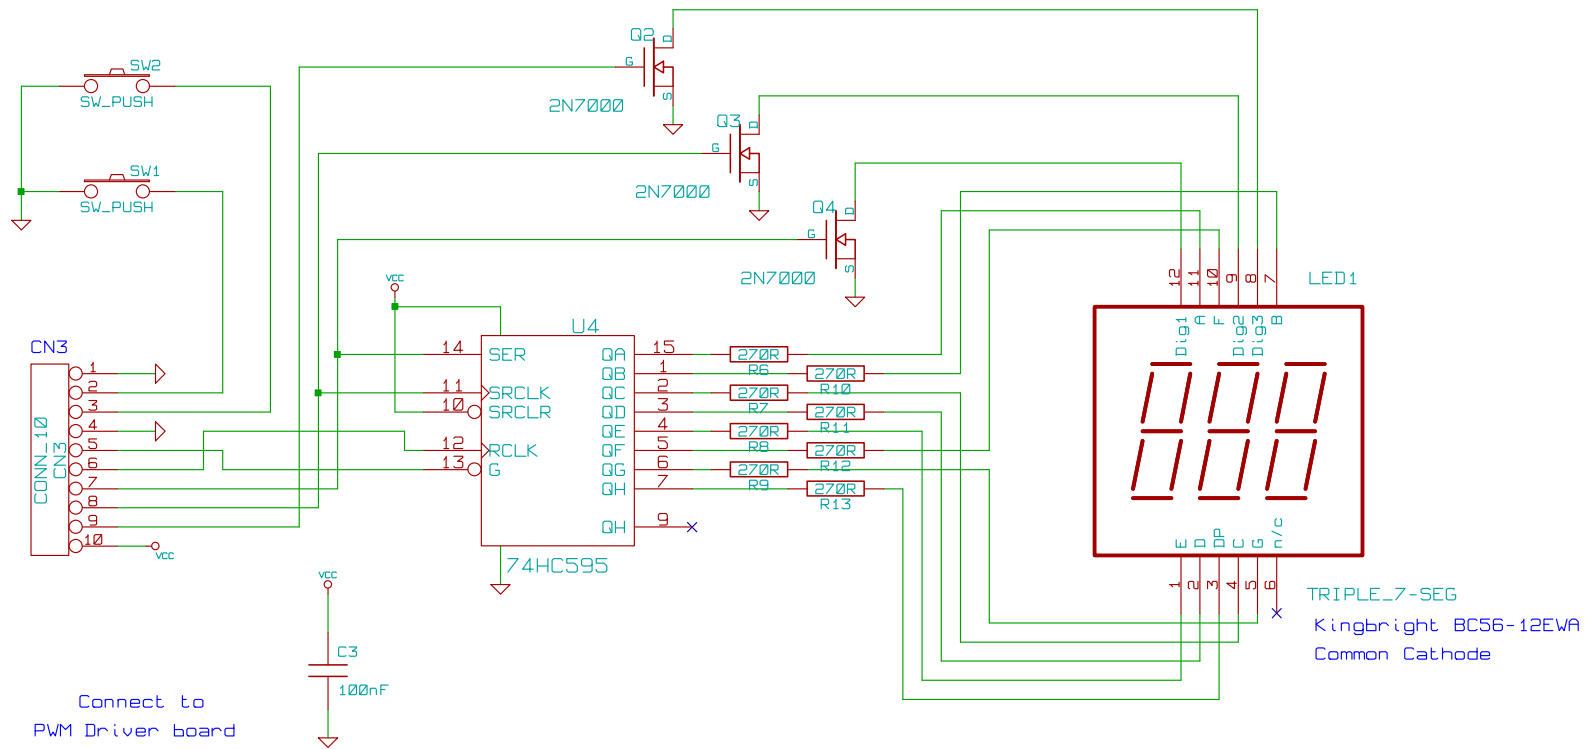 Q2
D
G
S
2N7000
SW2
SW_PUSH
Q3
D
G
S
2N7000
SW1
SW_PUSH
Q4
D
G
S
2N7000
VCC
12
11
10
9
8
7
LED1
Dig1
A
F
Dig2
Dig3
B
CN3
1
2
3
4
5
6
7
8
9
10
CONN_10
CN3
VCC
U4
14
SER
11
SRCLK
10
SRCLR
12
RCLK
13
G
QA
15
QB
1
QC
2
QD
3
QE
4
QF
5
QG
6
QH
7
QH
9
74HC595
270R
R6
270R
R10
270R
R7
270R
R11
270R
R8
270R
R12
270R
R9
270R
R13
E
D
DP
C
G
n/c
1
2
3
4
5
6
TRIPLE_7-SEG
Kingbright BC56-12EWA
Common Cathode
VCC
C3
100nF
Connect to
PWM Driver board